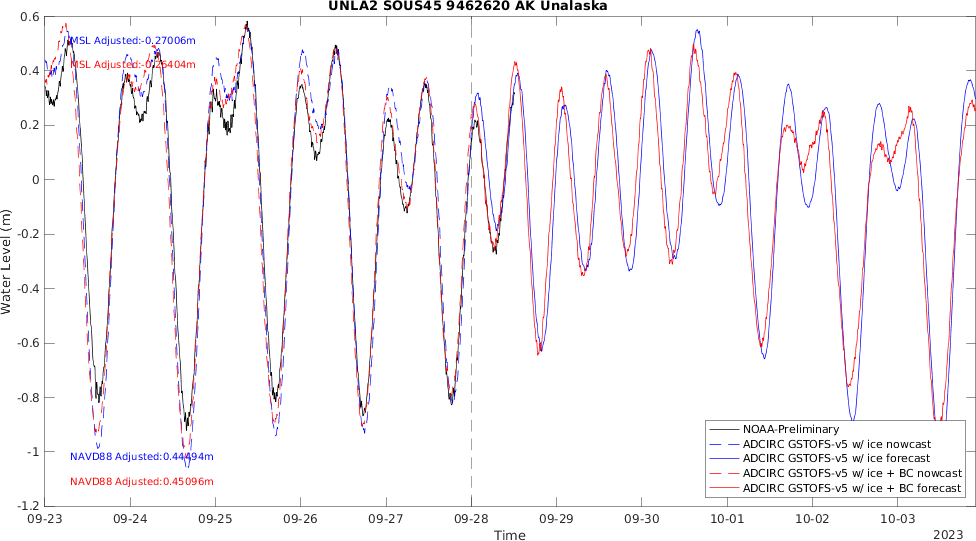 UNLA2 SOUS45 9462620 AK Unalaska
Water Level (m)
0.6
0.4
0.2
0
-0.2
-0.4
-0.6
-0.8
-1
-1.2
MSL Adjusted:-0.27006m
MSL Adjusted:-0.26404m
NAVD88 Adjusted:0.44494m
NAVD88 Adjusted:0.45096m
NOAA-Preliminary
ADCIRC GSTOFS-v5 w/ ice nowcast
ADCIRC GSTOFS-v5 w/ ice forecast
ADCIRC GSTOFS-v5 w/ ice + BC nowcast
ADCIRC GSTOFS-v5 w/ ice + BC forecast
09-23 09-24 09-25 09-26 09-27 09-28 09-29 09-30 10-01 10-02 10-03
Time
2023